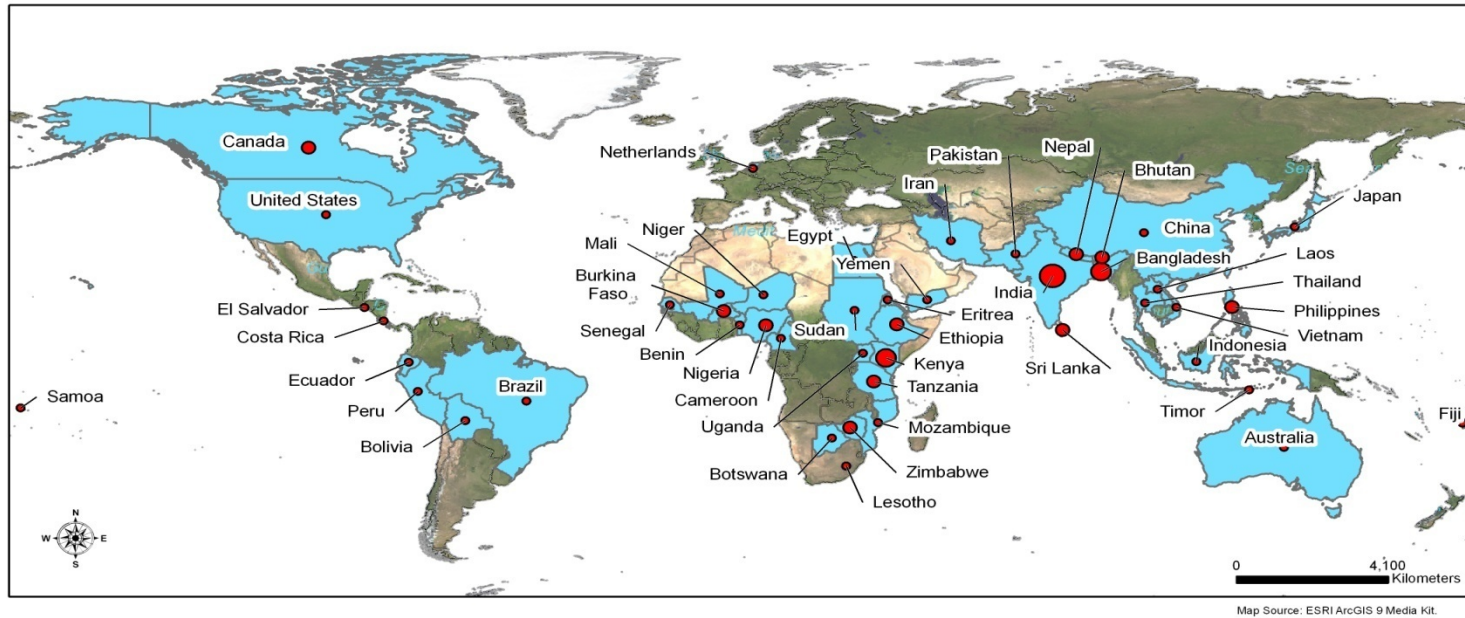 Canada
United States
El Salvador
Costa Rica
Ecuador
Peru
Bolivia
Brazil
Samoa
Netherlands
Niger
Mali
Burkina
Faso
Senegal
Benin
Nigeria
Cameroon
Uganda
Botswana
Egypt
Yemen
Sudan
Eritrea
Ethiopia
Kenya
Tanzania
Mozambique
Zimbabwe
Lesotho
Iran
Pakistan
Nepal
Bhutan
China
Bangladesh
India
Sri Lanka
Japan
Laos
Thailand
Philippines
Vietnam
Indonesia
Timor
Australia
Fiji
N
W
E
S
0
4,100
Kilometers
Map Source: ESRI ArcGIS 9 Media Kit.